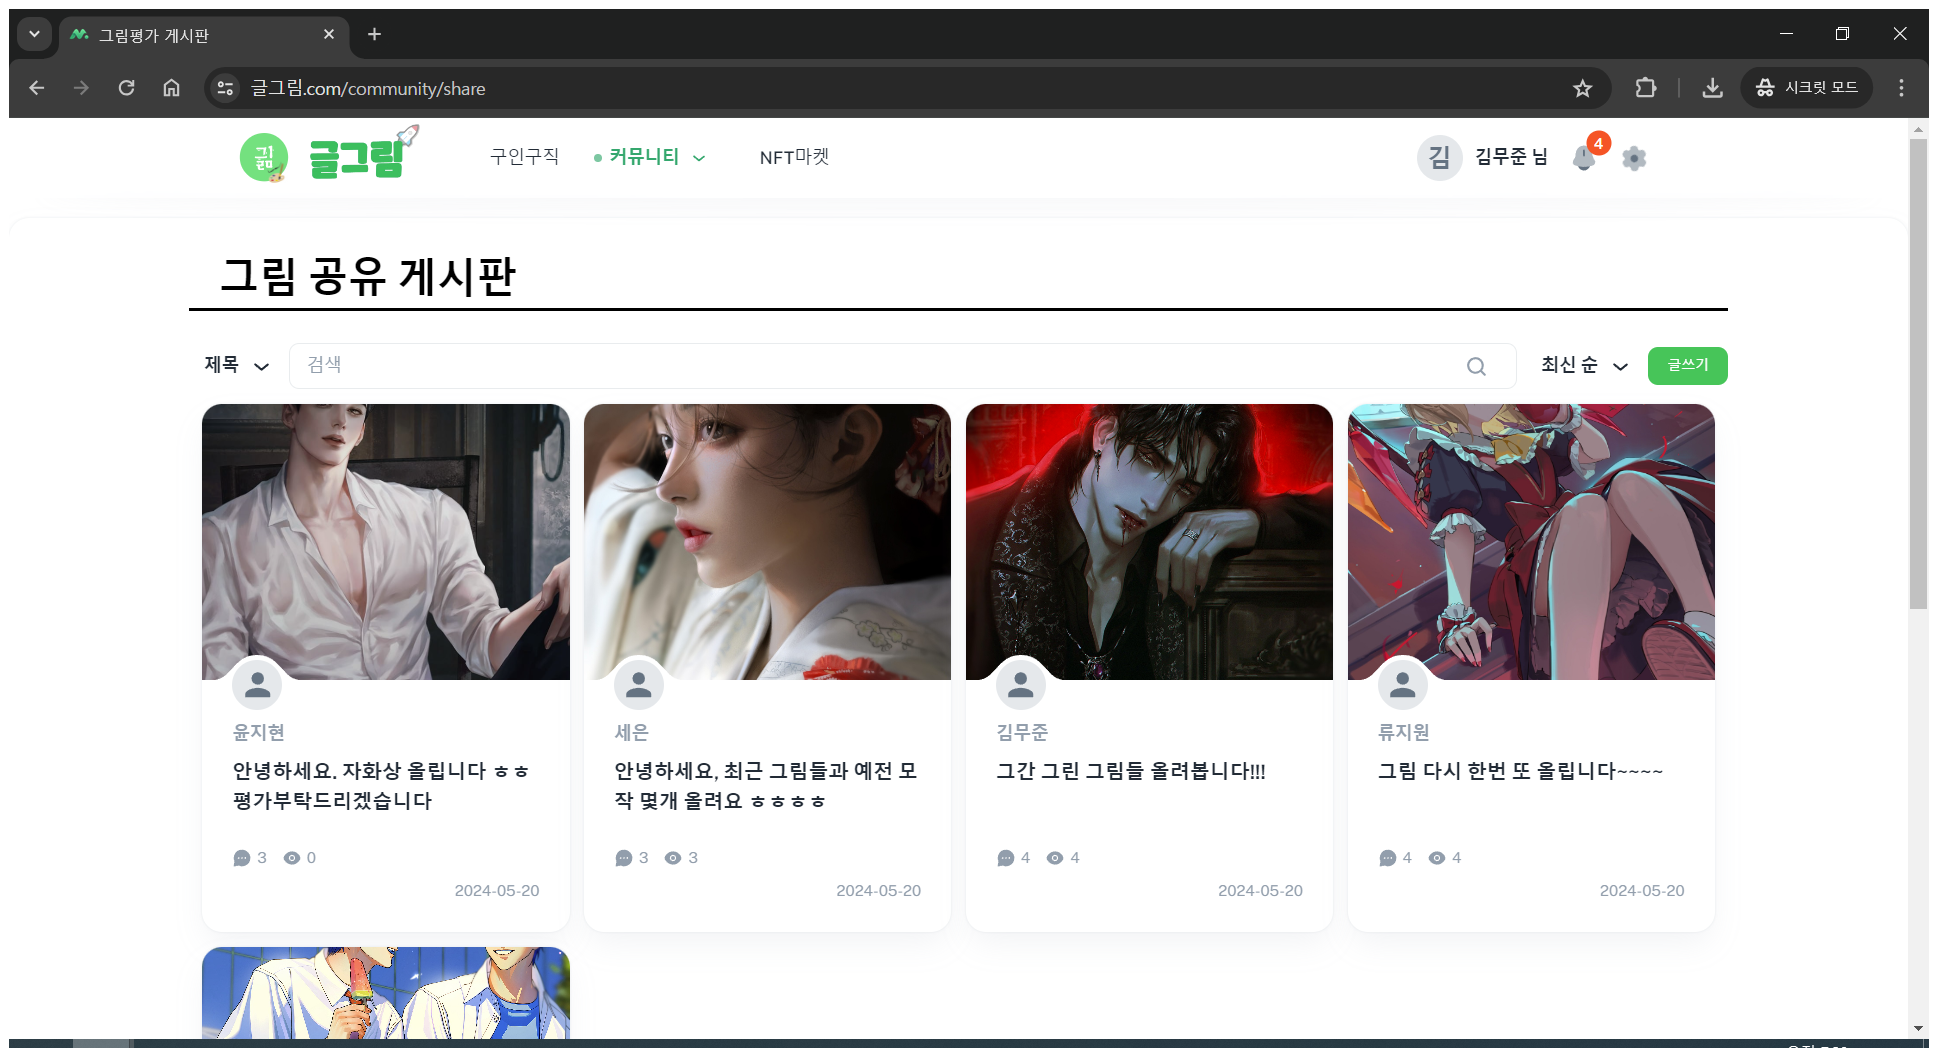 그림평가 게시판
글그림.com/community/share
시크릿 모드
글그림
구인구직
커뮤니티
NFT마켓
김
김무준 님
4
그림 공유 게시판
제목
검색
최신 순
글쓰기
윤지현
안녕하세요. 자화상 올립니다 ㅎㅎ
평가부탁드리겠습니다
3 0
2024-05-20
세은
안녕하세요, 최근 그림들과 예전 모
작 몇개 올려요 ㅎㅎㅎㅎ
3 3
2024-05-20
김무준
그간 그린 그림들 올려봅니다!!!
4 4
2024-05-20
류지원
그림 다시 한번 또 올립니다~~~~
4 4
2024-05-20